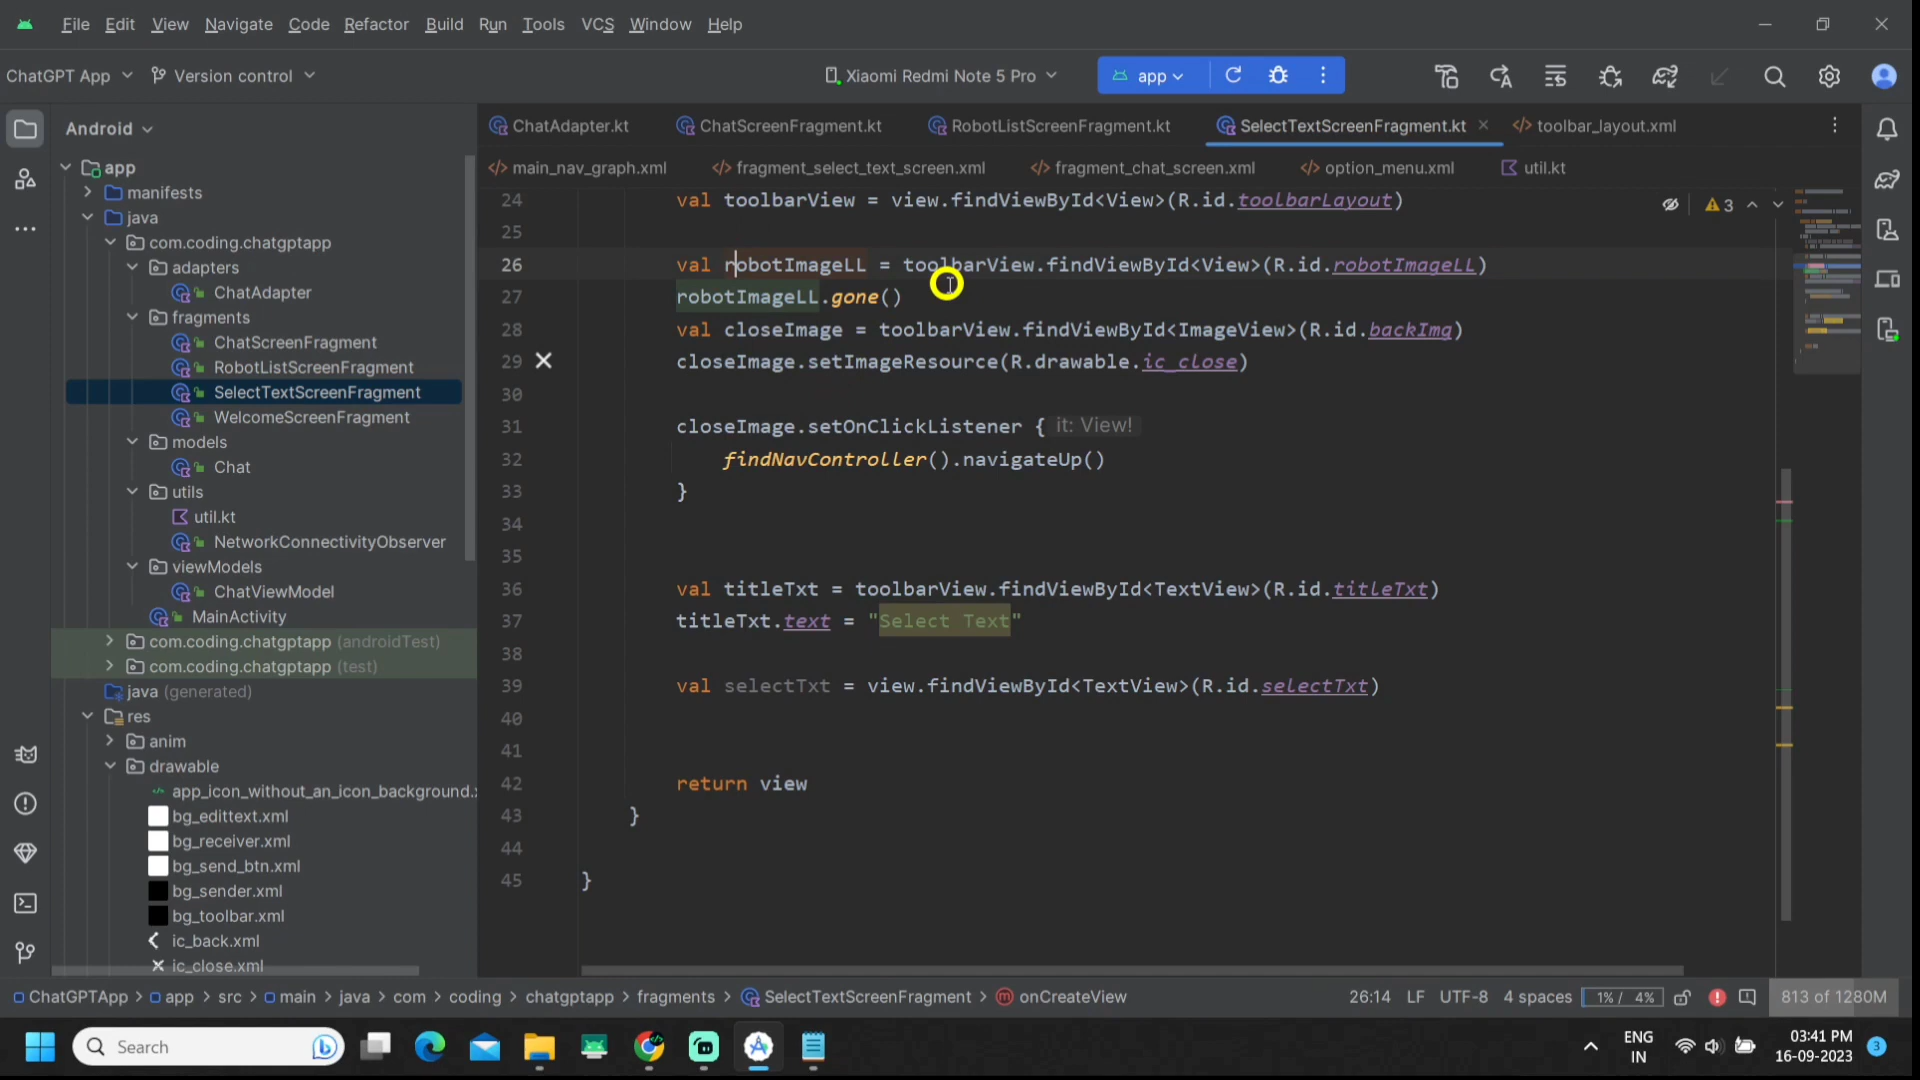 File Edit View Navigate Code Refactor Build Run Tools VCS Window Help
ChatGPT App Version control Xiaomi Redmi Note 5 Pro app
Android
app
manifests
java
com.coding.chatgptapp
adapters
ChatAdapter
fragments
ChatScreenFragment
RobotListScreenFragment
SelectTextScreenFragment
WelcomeScreenFragment
models
Chat
utils
util.kt
NetworkConnectivityObserver
viewModels
ChatViewModel
MainActivity
com.coding.chatgptapp (androidTest)
com.coding.chatgptapp (test)
java (generated)
res
anim
drawable
app_icon_without_an_icon_background.
bg_edittext.xml
bg_receiver.xml
bg_send_btn.xml
bg_sender.xml
bg_toolbar.xml
ic_back.xml
ic_close.xml
ChatAdapter.kt ChatScreenFragment.kt RobotListScreenFragment.kt SelectTextScreenFragment.kt toolbar_layout.xml
main_nav_graph.xml fragment_select_text_screen.xml fragment_chat_screen.xml option_menu.xml util.kt
3
24 val toolbarView = view.findViewById<View>(R.id.toolbarLayout)
25
26 val robotImageLL = toolbarView.findViewById<View>(R.id.robotImageLL)
27 robotImageLL.gone()
28 val closeImage = toolbarView.findViewById<ImageView>(R.id.backImg)
29 closeImage.setImageResource(R.drawable.ic_close)
30
31 closeImage.setOnClickListener { it: View!
32 findNavController().navigateUp()
33 }
34
35
36 val titleTxt = toolbarView.findViewById<TextView>(R.id.titleTxt)
37 titleTxt.text = "Select Text"
38
39 val selectTxt = view.findViewById<TextView>(R.id.selectTxt)
40
41
42 return view
43 }
44
45 }
ChatGPTApp > app > src > main > java > com > coding > chatgptapp > fragments > SelectTextScreenFragment > onCreateView 26:14 LF UTF-8 4 spaces 1% / 4% 813 of 1280M
Search ENG
IN 03:41 PM
16-09-2023 3